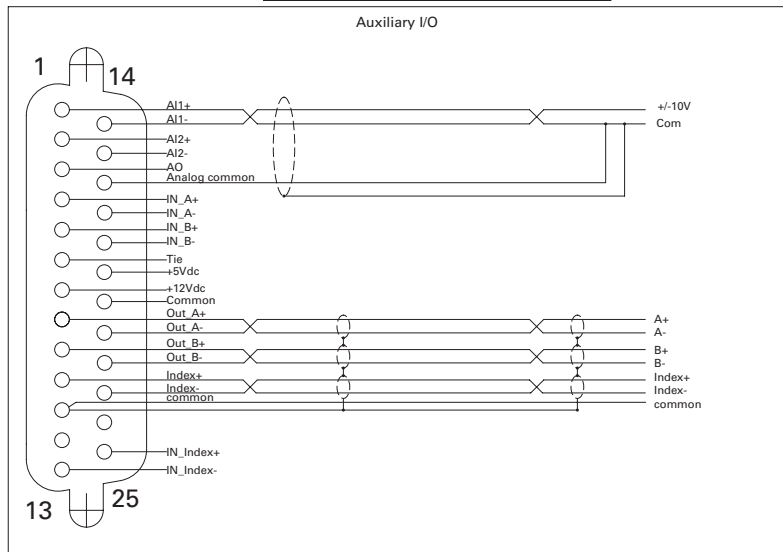 Auxiliary I/O
1
14
AI1+
AI1-
AI2+
AI2-
AO
Analog common
IN_A+
IN_A-
IN_B+
IN_B-
Tie
+5Vdc
+12Vdc
Common
Out_A+
Out_A-
Out_B+
Out_B-
Index+
Index-
common
IN_Index+
IN_Index-
13
25
+/-10V
Com
A+
A-
B+
B-
Index+
Index-
common